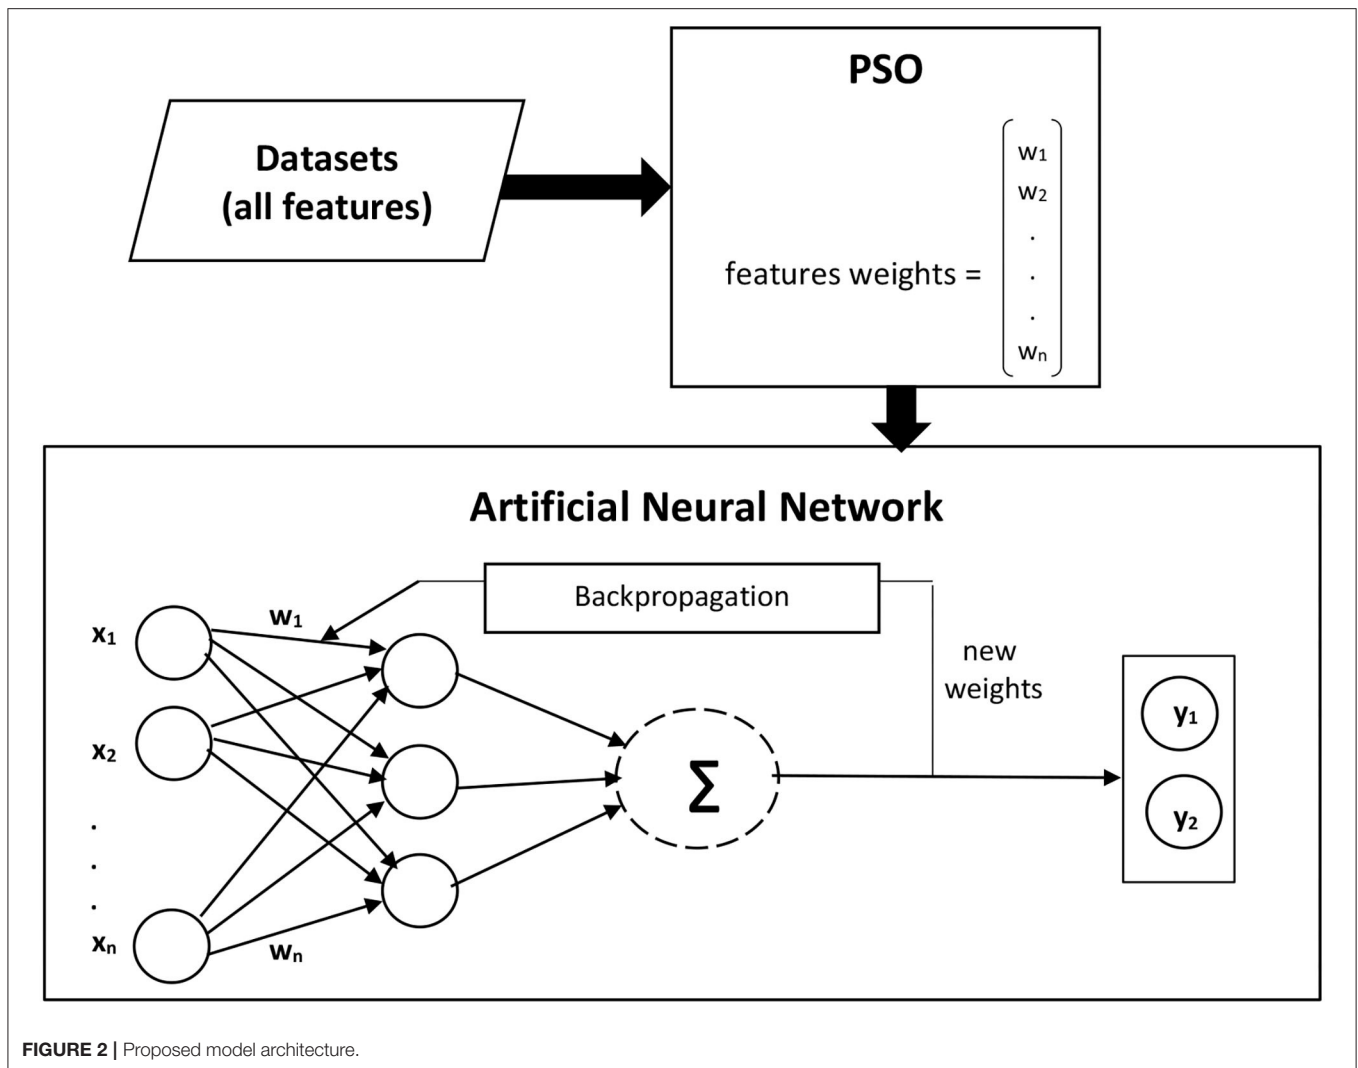 PSO
Datasets
(all features)
w1
w2
.
features weights = .
.
wn
Artificial Neural Network
Backpropagation
x1
w1
new
weights
y1
x2
Σ
y2
.
.
.
xn
wn
FIGURE 2 | Proposed model architecture.